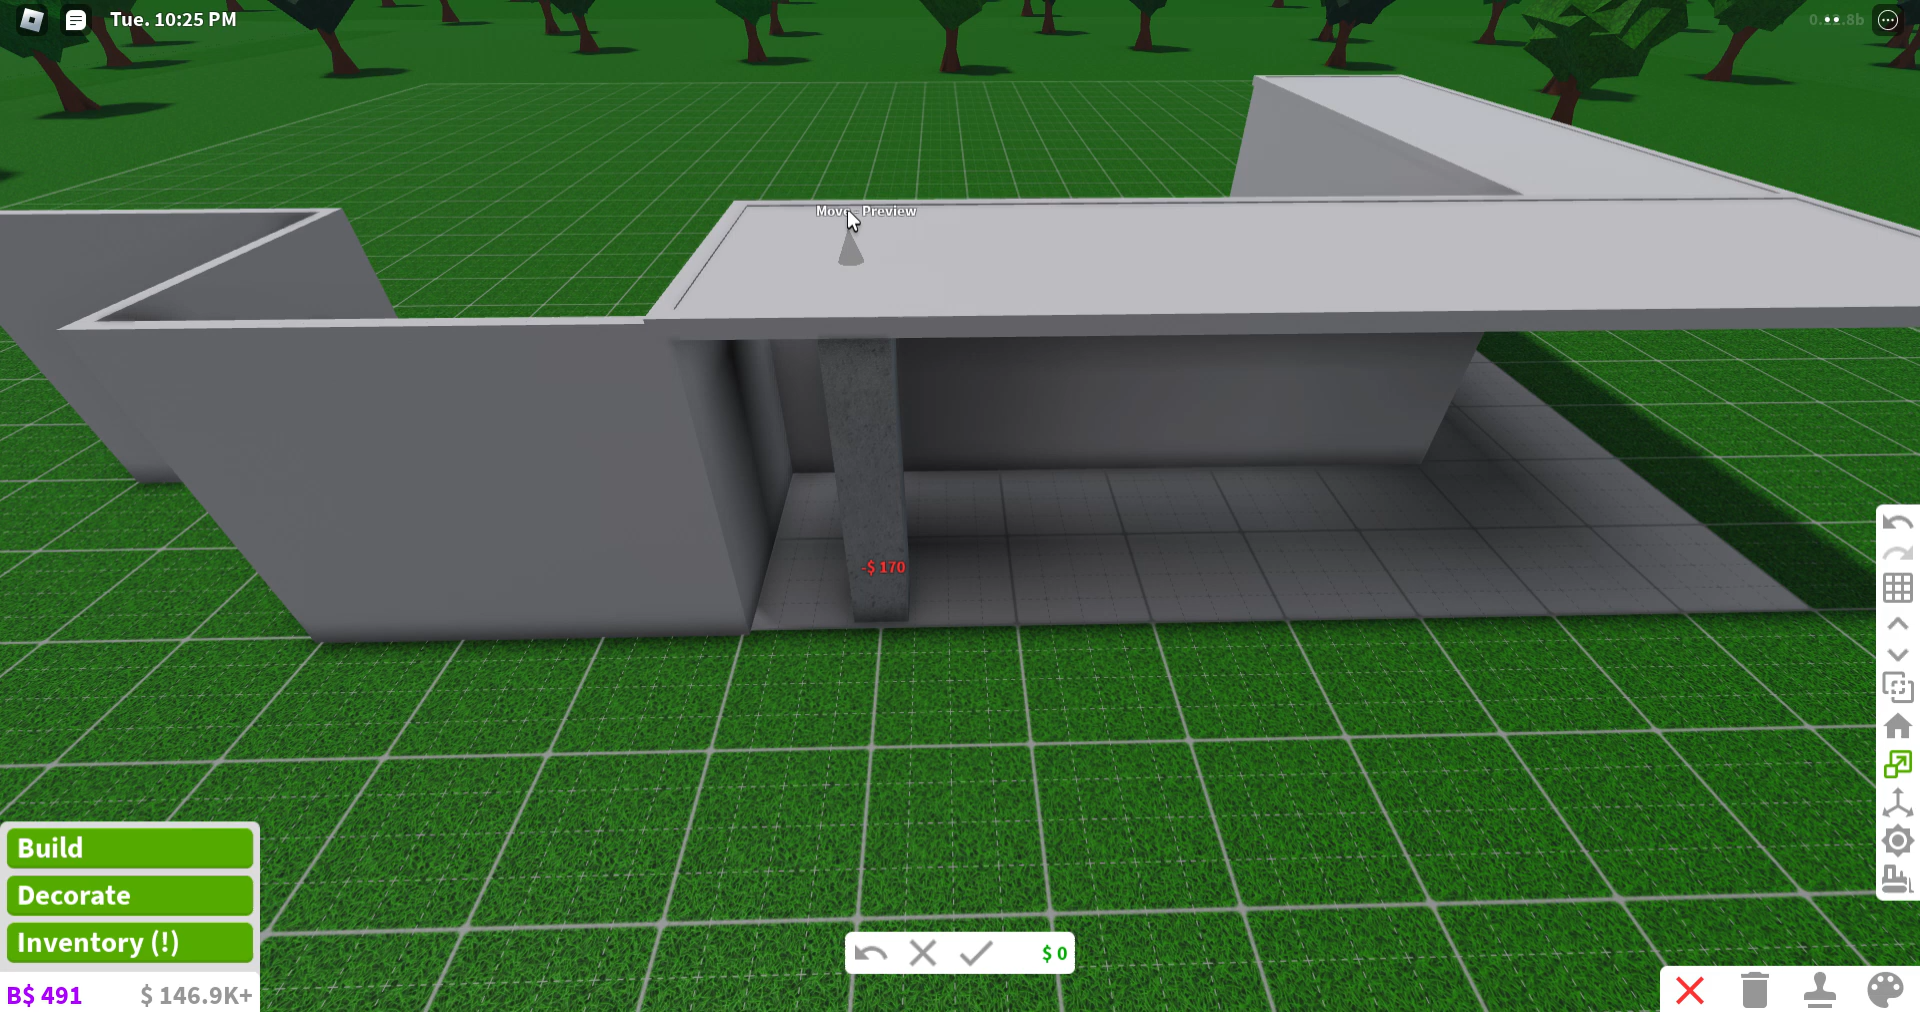 Tue. 10:25 PM
Move - Preview
-$ 170
Build
Decorate
Inventory (!)
B$ 491
$ 146.9K+
$ 0